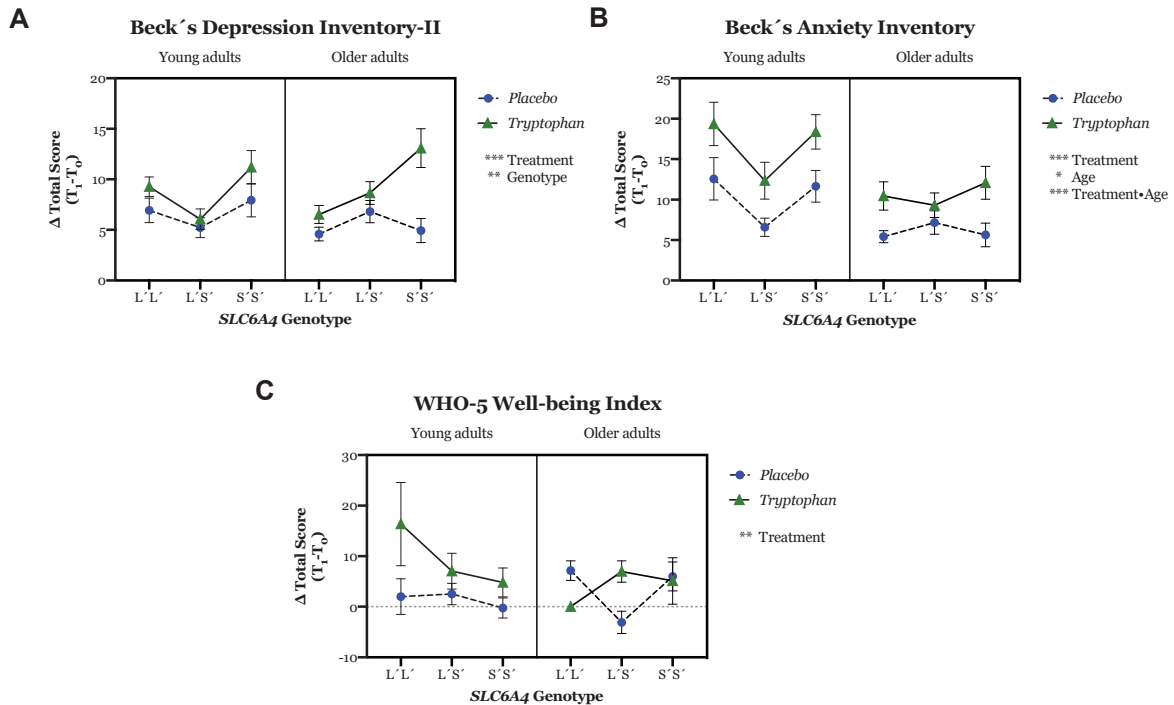 A
Beck´s Depression Inventory-II
Young adults
Older adults
20
15
10
5
0
Δ Total Score
(T₁-T₀)
L´L´
L´S´
S´S´
L´L´
L´S´
S´S´
SLC6A4 Genotype
Placebo
Tryptophan
*** Treatment
** Genotype
B
Beck´s Anxiety Inventory
Young adults
Older adults
25
20
15
10
5
0
Δ Total Score
(T₁-T₀)
L´L´
L´S´
S´S´
L´L´
L´S´
S´S´
SLC6A4 Genotype
Placebo
Tryptophan
*** Treatment
* Age
*** Treatment•Age
C
WHO-5 Well-being Index
Young adults
Older adults
30
20
10
0
-10
Δ Total Score
(T₁-T₀)
L´L´
L´S´
S´S´
L´L´
L´S´
S´S´
SLC6A4 Genotype
Placebo
Tryptophan
** Treatment